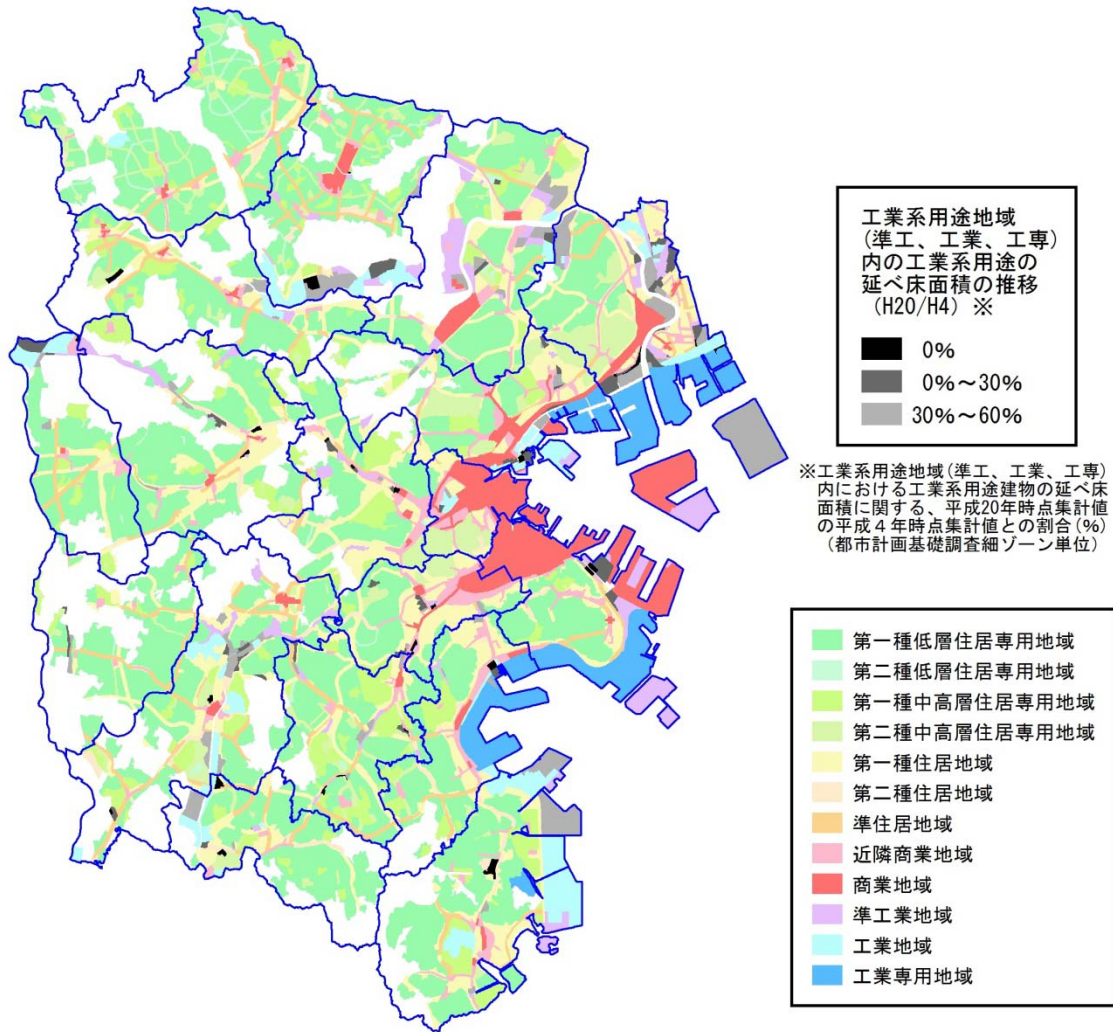 工業系用途地域
(準工、工業、工専)
内の工業系用途の
延べ床面積の推移
(H20/H4) ※
0%
0%～30%
30%～60%
※工業系用途地域(準工、工業、工専)
内における工業系用途建物の延べ床
面積に関する、平成20年時点集計値
の平成4年時点集計値との割合(%)
(都市計画基礎調査細ゾーン単位)
第一種低層住居専用地域
第二種低層住居専用地域
第一種中高層住居専用地域
第二種中高層住居専用地域
第一種住居地域
第二種住居地域
準住居地域
近隣商業地域
商業地域
準工業地域
工業地域
工業専用地域